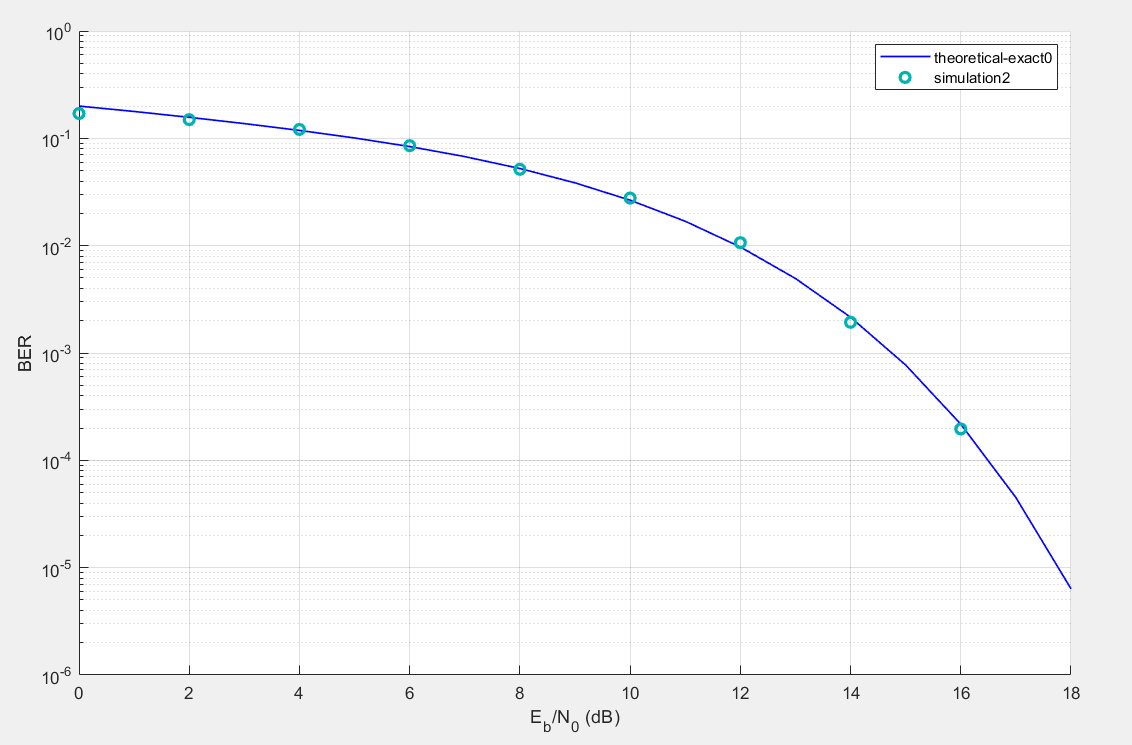 10^0
theoretical-exact0
simulation2
10^-1
10^-2
10^-3
10^-4
10^-5
10^-6
BER
0 2 4 6 8 10 12 14 16 18
E_b/N_0 (dB)